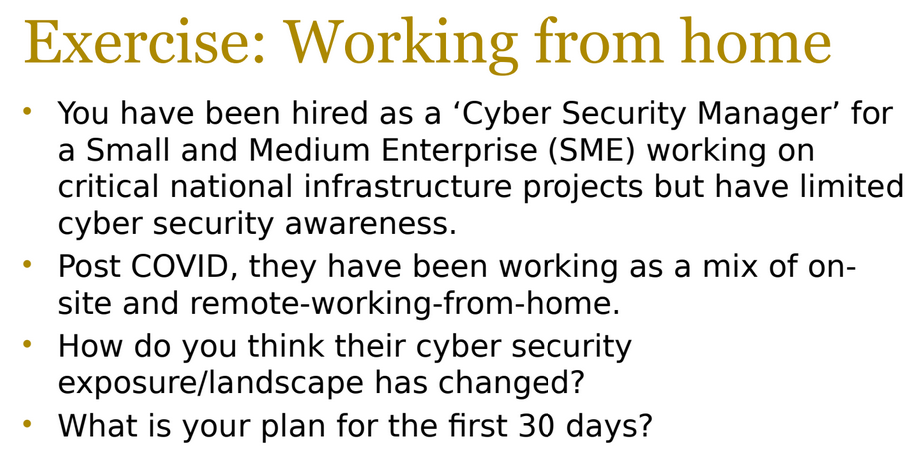 Exercise: Working from home
• You have been hired as a ‘Cyber Security Manager’ for
a Small and Medium Enterprise (SME) working on
critical national infrastructure projects but have limited
cyber security awareness.
• Post COVID, they have been working as a mix of on-
site and remote-working-from-home.
• How do you think their cyber security
exposure/landscape has changed?
• What is your plan for the first 30 days?